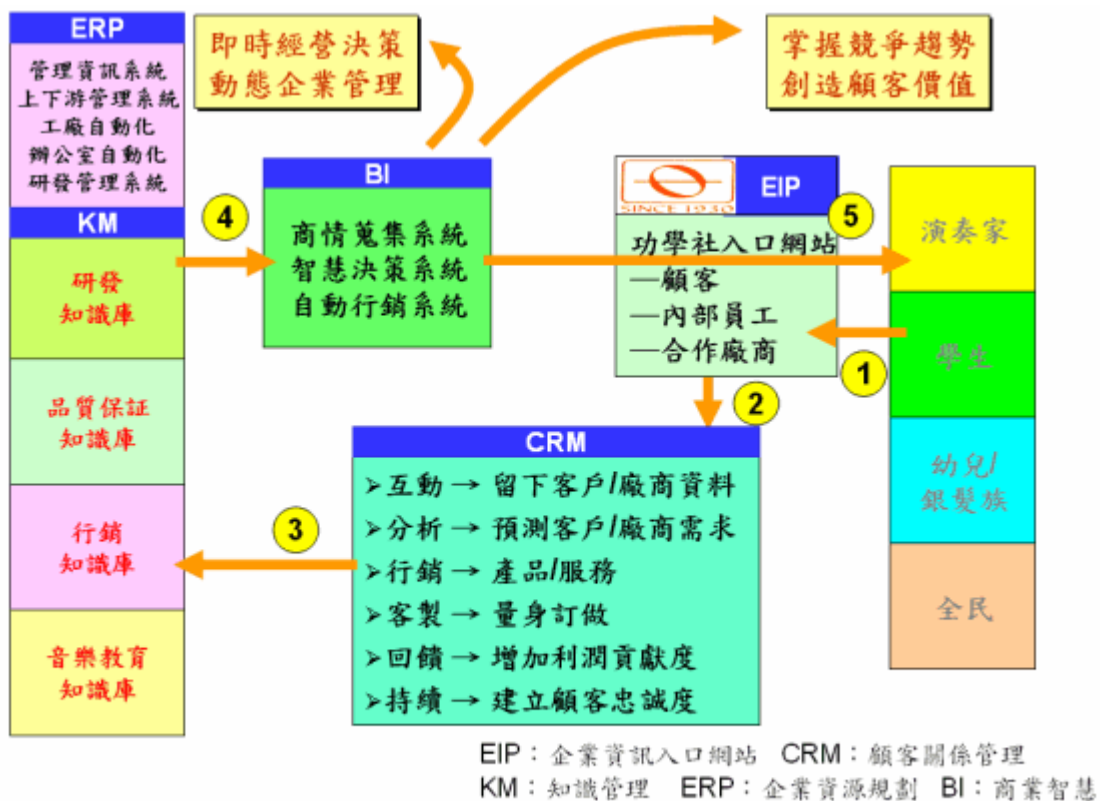 ERP
管理資訊系統
上下游管理系統
工廠自動化
辦公室自動化
研發管理系統
KM
研發
知識庫
品質保証
知識庫
行銷
知識庫
音樂教育
知識庫
即時經營決策
動態企業管理
掌握競爭趨勢
創造顧客價值
4
BI
商情蒐集系統
智慧決策系統
自動行銷系統
SINCE 1930
EIP
功學社入口網站
—顧客
—內部員工
—合作廠商
5
1
2
演奏家
學生
幼兒/
銀髮族
全民
3
CRM
➢互動→ 留下客戶/廠商資料
➢分析→ 預測客戶/廠商需求
➢行銷→ 產品/服務
➢客製→ 量身訂做
➢回饋→ 增加利潤貢獻度
➢持續→ 建立顧客忠誠度
EIP：企業資訊入口網站 CRM：顧客關係管理
KM：知識管理 ERP：企業資源規劃 BI：商業智慧